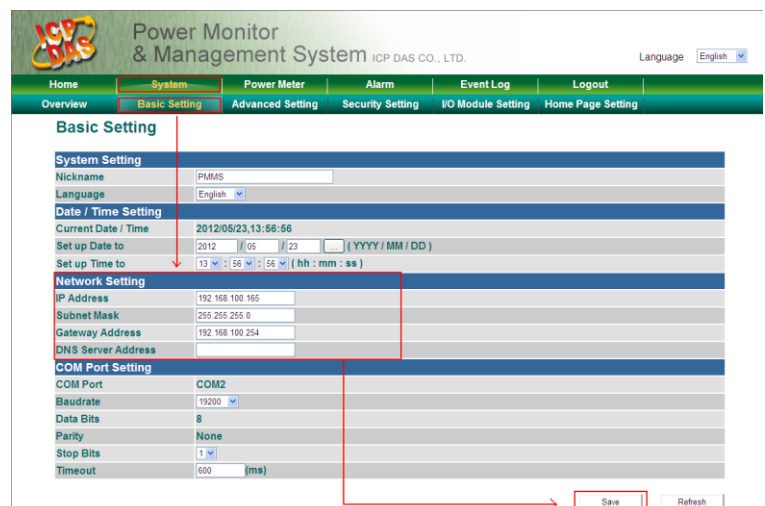 ICP DAS
Power Monitor
& Management System ICP DAS CO., LTD.
Language English
Home System Power Meter Alarm Event Log Logout
Overview Basic Setting Advanced Setting Security Setting I/O Module Setting Home Page Setting
Basic Setting
System Setting
Nickname PMMS
Language English
Date / Time Setting
Current Date / Time 2012/05/23,13:56:56
Set up Date to 2012 / 05 / 23 ... ( YYYY / MM / DD )
Set up Time to 13 : 56 : 56 ( hh : mm : ss )
Network Setting
IP Address 192.168.100.165
Subnet Mask 255.255.255.0
Gateway Address 192.168.100.254
DNS Server Address
COM Port Setting
COM Port COM2
Baudrate 19200
Data Bits 8
Parity None
Stop Bits 1
Timeout 600 (ms)
Save Refresh